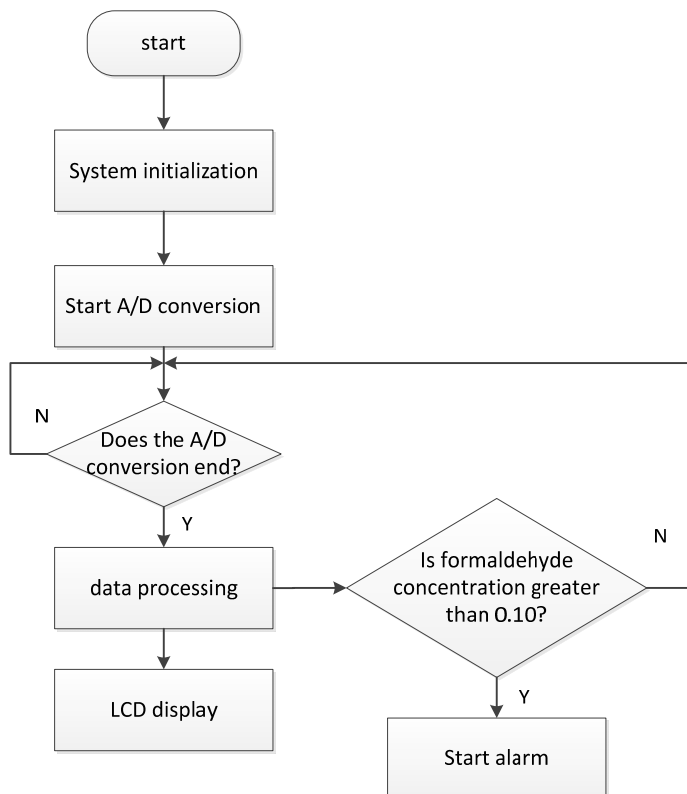 start
System initialization
Start A/D conversion
N
Does the A/D
conversion end?
Y
data processing
Is formaldehyde
concentration greater
than 0.10?
N
LCD display
Y
Start alarm